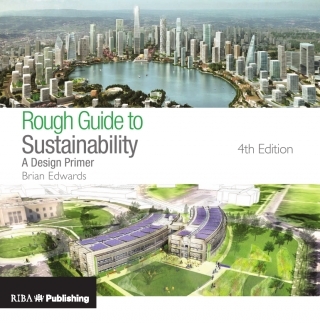 Rough Guide to
Sustainability
A Design Primer
Brian Edwards
4th Edition
RIBA Publishing